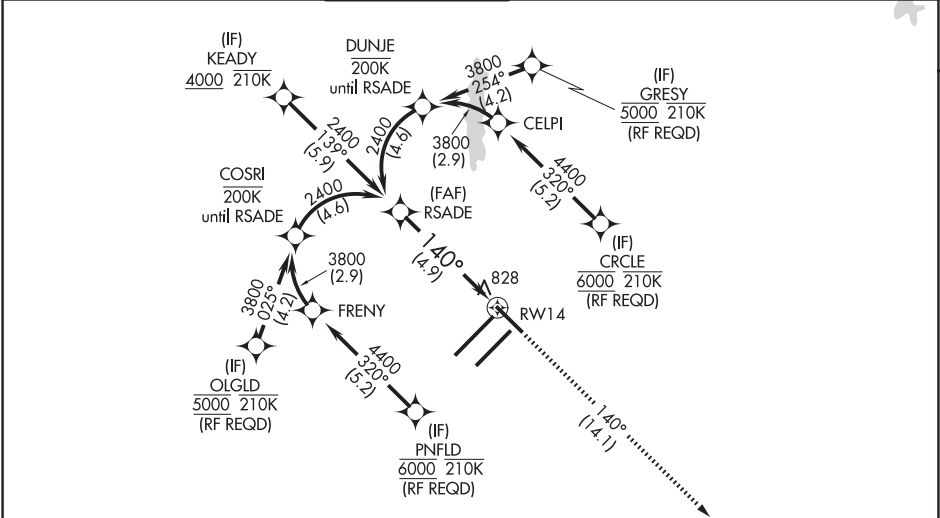 (IF)
KEADY
4000 210K
DUNJE
200K
until RSADE
3800
254°
(4.2)
(IF)
GRESY
5000 210K
(RF REQD)
CELPI
3800
(2.9)
2400
139°
(5.9)
2400
(4.6)
4400
320°
(5.2)
COSRI
200K
until RSADE
2400
(4.6)
(FAF)
RSADE
140°
(4.9)
(IF)
CRCLE
6000 210K
(RF REQD)
3800
(2.9)
828
3800
025°
(4.2)
FRENY
RW14
4400
320°
(5.2)
(IF)
OLGLD
5000 210K
(RF REQD)
(IF)
PNFLD
6000 210K
(RF REQD)
140°
(14.1)